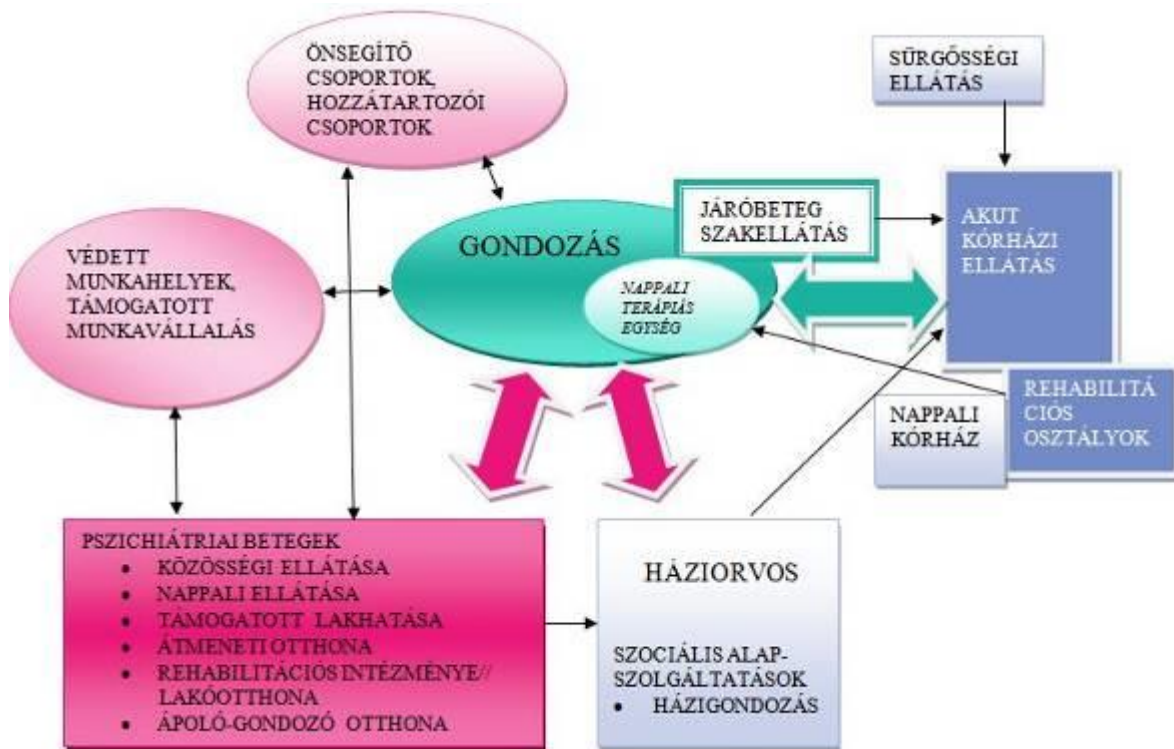 ÖNSEGÍTŐ
CSOPORTOK,
HOZZÁTARTOZÓI
CSOPORTOK
SÜRGŐSSÉGI
ELLÁTÁS
VÉDETT
MUNKAHELYEK,
TÁMOGATOTT
MUNKAVÁLLALÁS
GONDOZÁS
NAPPALI
TERÁPIÁS
EGYSÉG
JÁRÓBETEG
SZAKELLÁTÁS
AKUT
KÓRHÁZI
ELLÁTÁS
NAPPALI
KÓRHÁZ
REHABILITÁ
CIÓS
OSZTÁLYOK
PSZICHIÁTRIAI BETEGEK
• KÖZÖSSÉGI ELLÁTÁSA
• NAPPALI ELLÁTÁSA
• TÁMOGATOTT LAKHATÁSA
• ÁTMENETI OTTHONA
• REHABILITÁCIÓS INTÉZMÉNYE//
LAKÓOTTHONA
• ÁPOLÓ-GONDOZÓ OTTHONA
HÁZIORVOS
SZOCIÁLIS ALAP-
SZOLGÁLTATÁSOK
• HÁZIGONDOZÁS